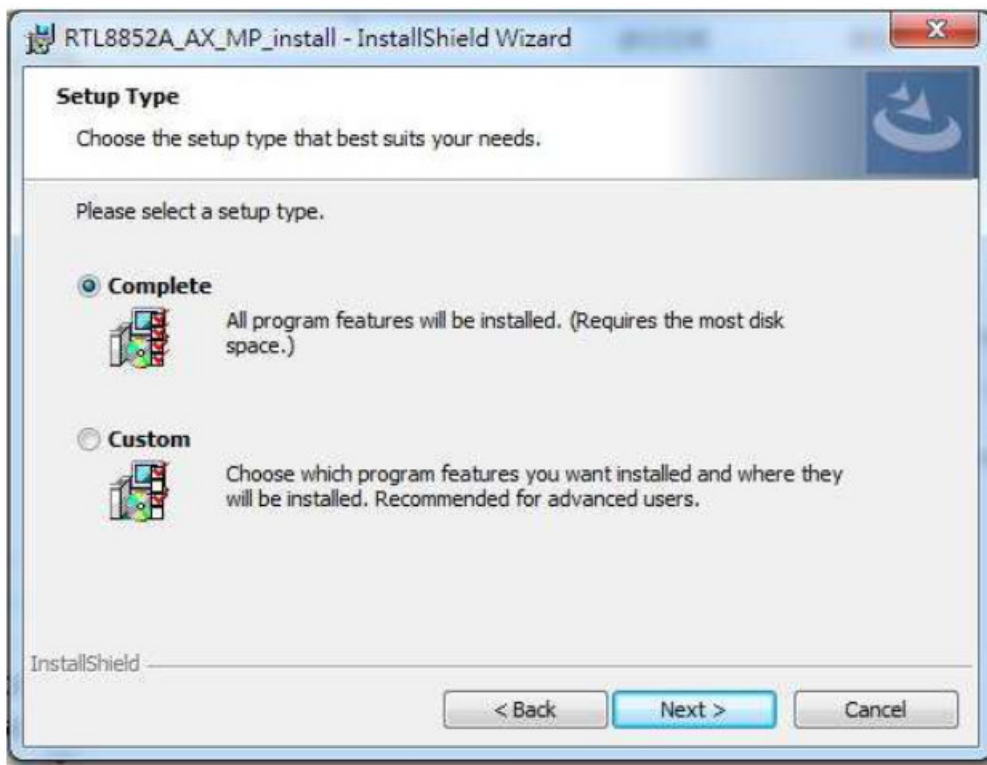 RTL8852A_AX_MP_install - InstallShield Wizard
Setup Type
Choose the setup type that best suits your needs.
Please select a setup type.
Complete
All program features will be installed. (Requires the most disk
space.)
Custom
Choose which program features you want installed and where they
will be installed. Recommended for advanced users.
InstallShield
< Back
Next >
Cancel